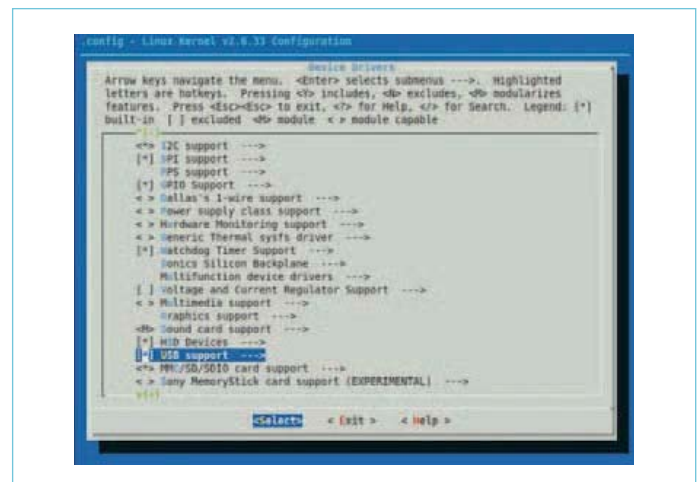 .config - Linux Kernel v2.6.33 Configuration
Device Drivers
Arrow keys navigate the menu. <Enter> selects submenus --->. Highlighted
letters are hotkeys. Pressing <Y> includes, <N> excludes, <M> modularizes
features. Press <Esc><Esc> to exit, <?> for Help, </> for Search. Legend: [*]
built-in [ ] excluded <M> module < > module capable
^(-)
<*> I2C support --->
[*] SPI support --->
PPS support --->
[*] GPIO Support --->
< > Dallas's 1-wire support --->
< > Power supply class support --->
< > Hardware Monitoring support --->
< > Generic Thermal sysfs driver --->
[*] Watchdog Timer Support --->
Sonics Silicon Backplane --->
Multifunction device drivers --->
[ ] Voltage and Current Regulator Support --->
< > Multimedia support --->
Graphics support --->
<M> Sound card support --->
[*] HID Devices --->
[*] USB support --->
<*> MMC/SD/SDIO card support --->
< > Sony MemoryStick card support (EXPERIMENTAL) --->
v(+)
<Select> < Exit > < Help >